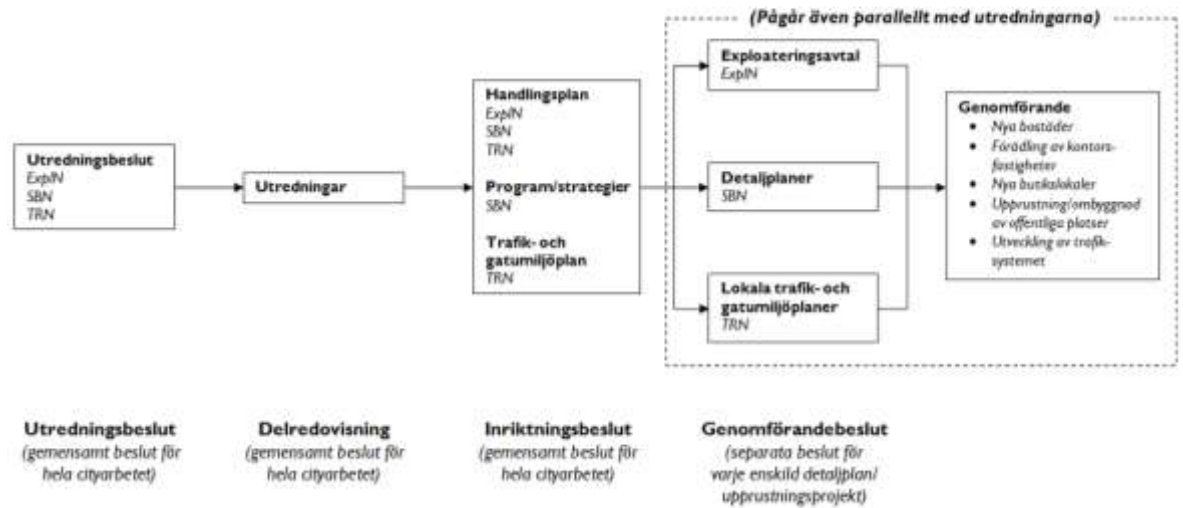 (Pågår även parallellt med utredningarna)
Utredningsbeslut
ExplN
SBN
TRN
Utredningar
Handlingsplan
ExplN
SBN
TRN
Program/strategier
SBN
Trafik- och
gatumiljöplan
TRN
Exploateringsavtal
ExplN
Detaljplaner
SBN
Lokala trafik- och
gatumiljöplaner
TRN
Genomförande
• Nya bostäder
• Förädling av kontors-
fastigheter
• Nya butikslokaler
• Upprustning/ombyggnad
av offentliga platser
• Utveckling av trafik-
systemet
Utredningsbeslut
(gemensamt beslut för
hela cityarbetet)
Delredovisning
(gemensamt beslut för
hela cityarbetet)
Inriktningsbeslut
(gemensamt beslut för
hela cityarbetet)
Genomförandebeslut
(separata beslut för
varje enskild detaljplan/
upprustningsprojekt)